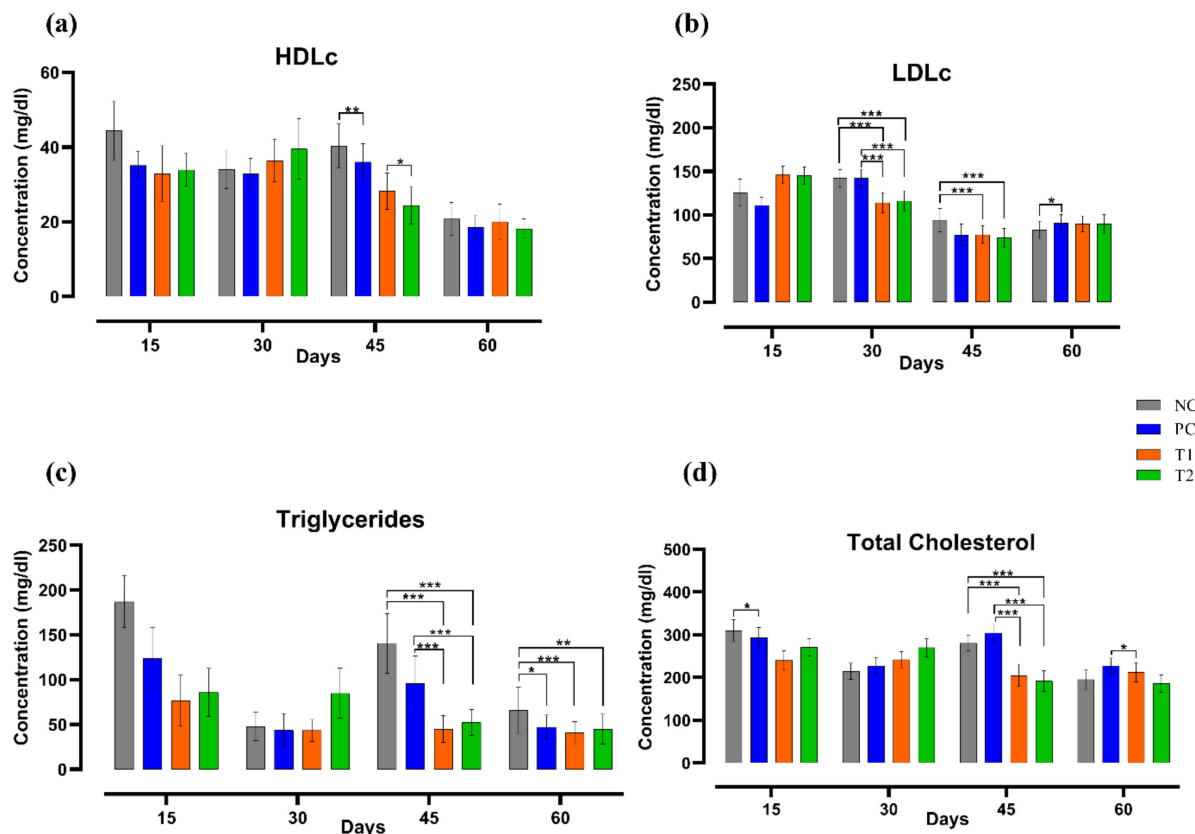 (a)
HDLc
Concentration (mg/dl)
60
40
20
0
**
*
15 30 45 60
Days
(b)
LDLc
Concentration (mg/dl)
250
200
150
100
50
0
***
***
***
***
***
***
*
15 30 45 60
Days
NC
PC
T1
T2
(c)
Triglycerides
Concentration (mg/dl)
250
200
150
100
50
0
***
***
***
***
**
***
*
15 30 45 60
Days
(d)
Total Cholesterol
Concentration (mg/dl)
500
400
300
200
100
0
*
***
***
***
***
*
15 30 45 60
Days